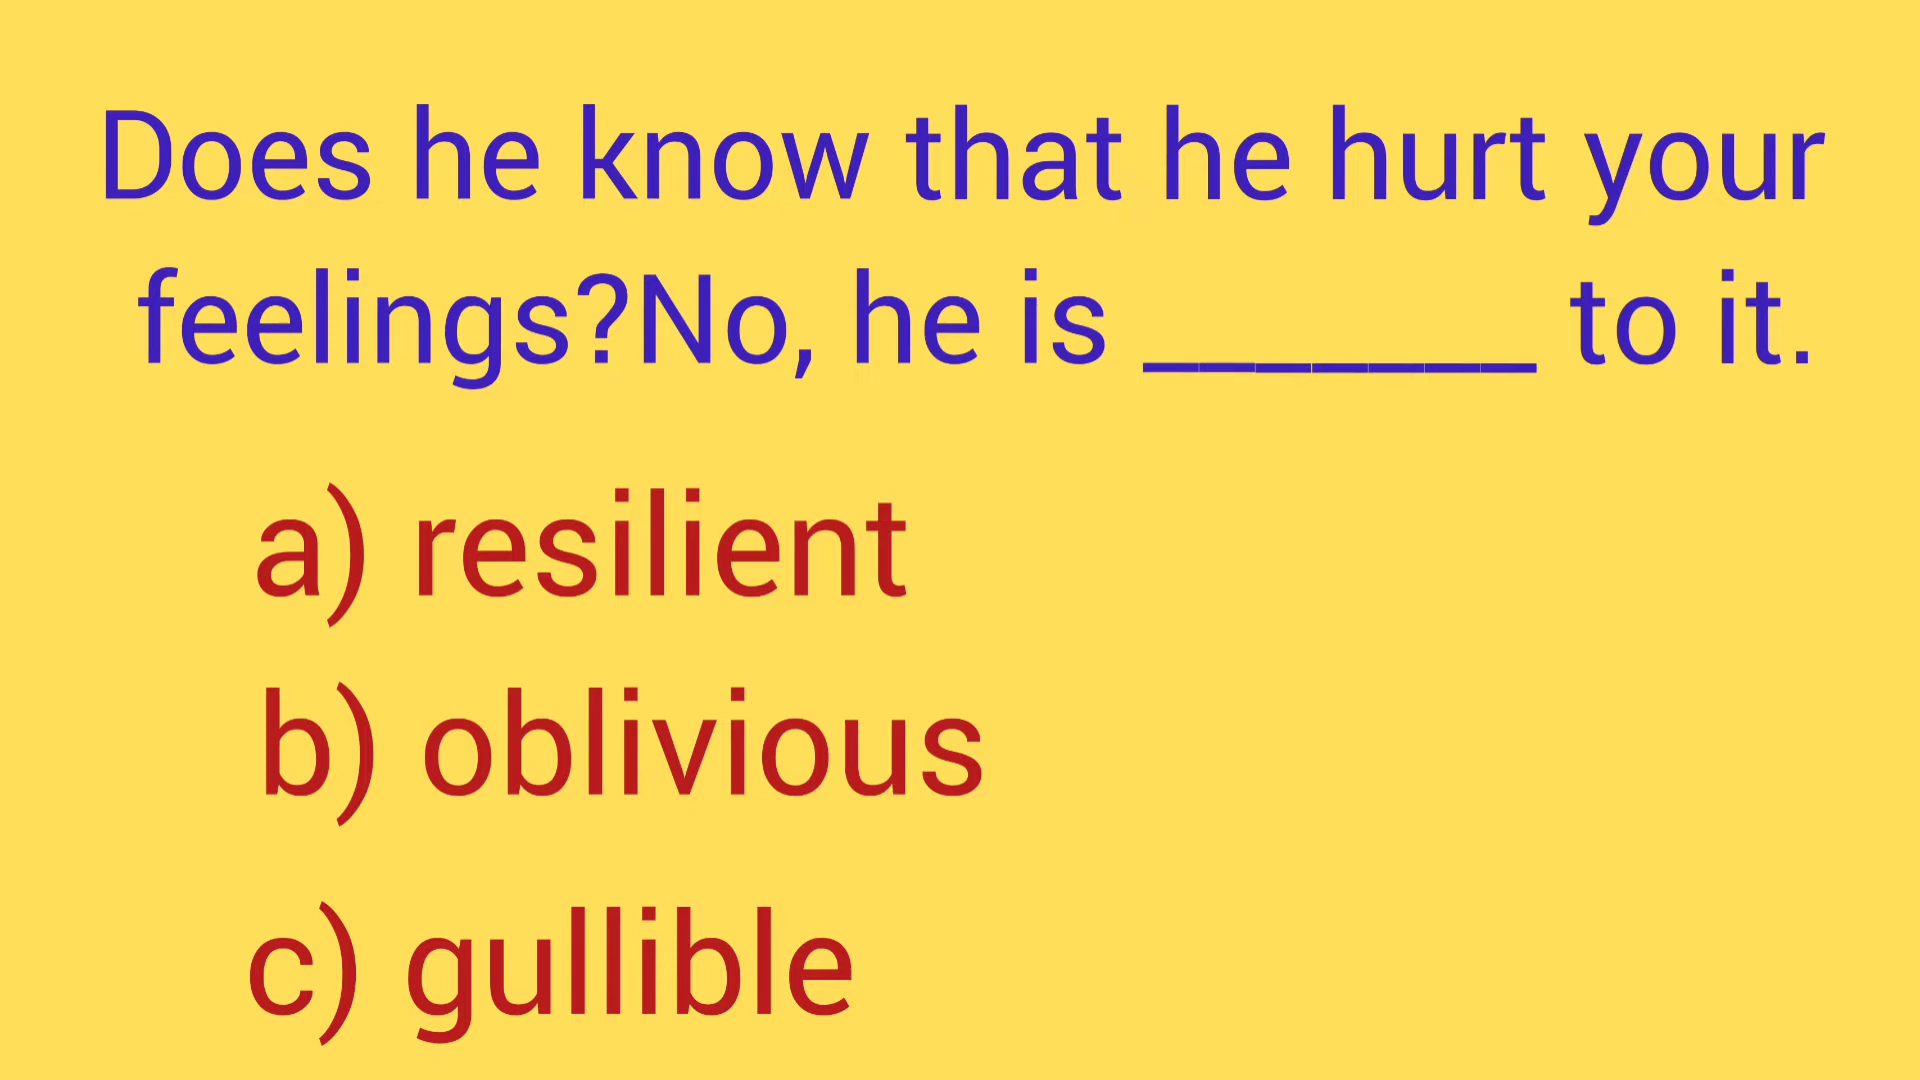 Does he know that he hurt your
feelings?No, he is _______ to it.
a) resilient
b) oblivious
c) gullible